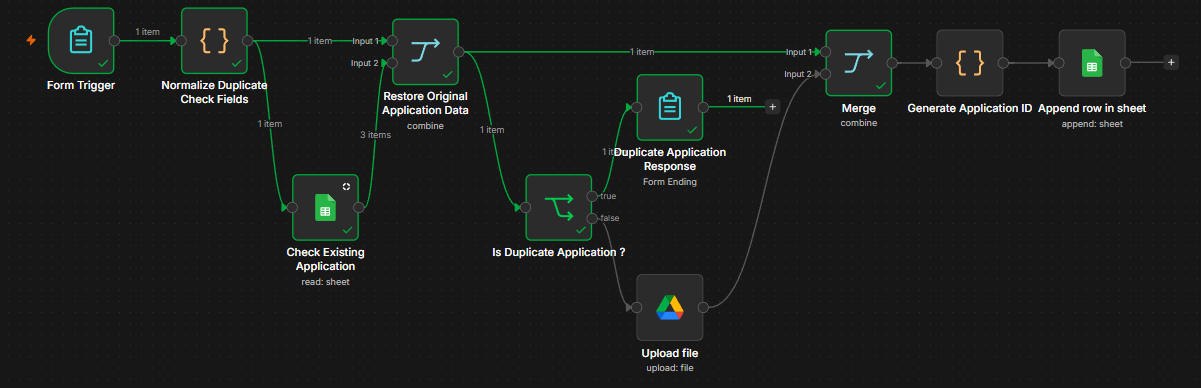 1 item
1 item
Input 1
Input 2
Form Trigger
Normalize Duplicate
Check Fields
Restore Original
Application Data
combine
1 item
3 items
1 item
1 item
Input 1
Input 2
1 item
Duplicate Application
Response
Form Ending
1 item
Merge
combine
Generate Application ID
Append row in sheet
append: sheet
true
false
Check Existing
Application
read: sheet
Is Duplicate Application ?
Upload file
upload: file